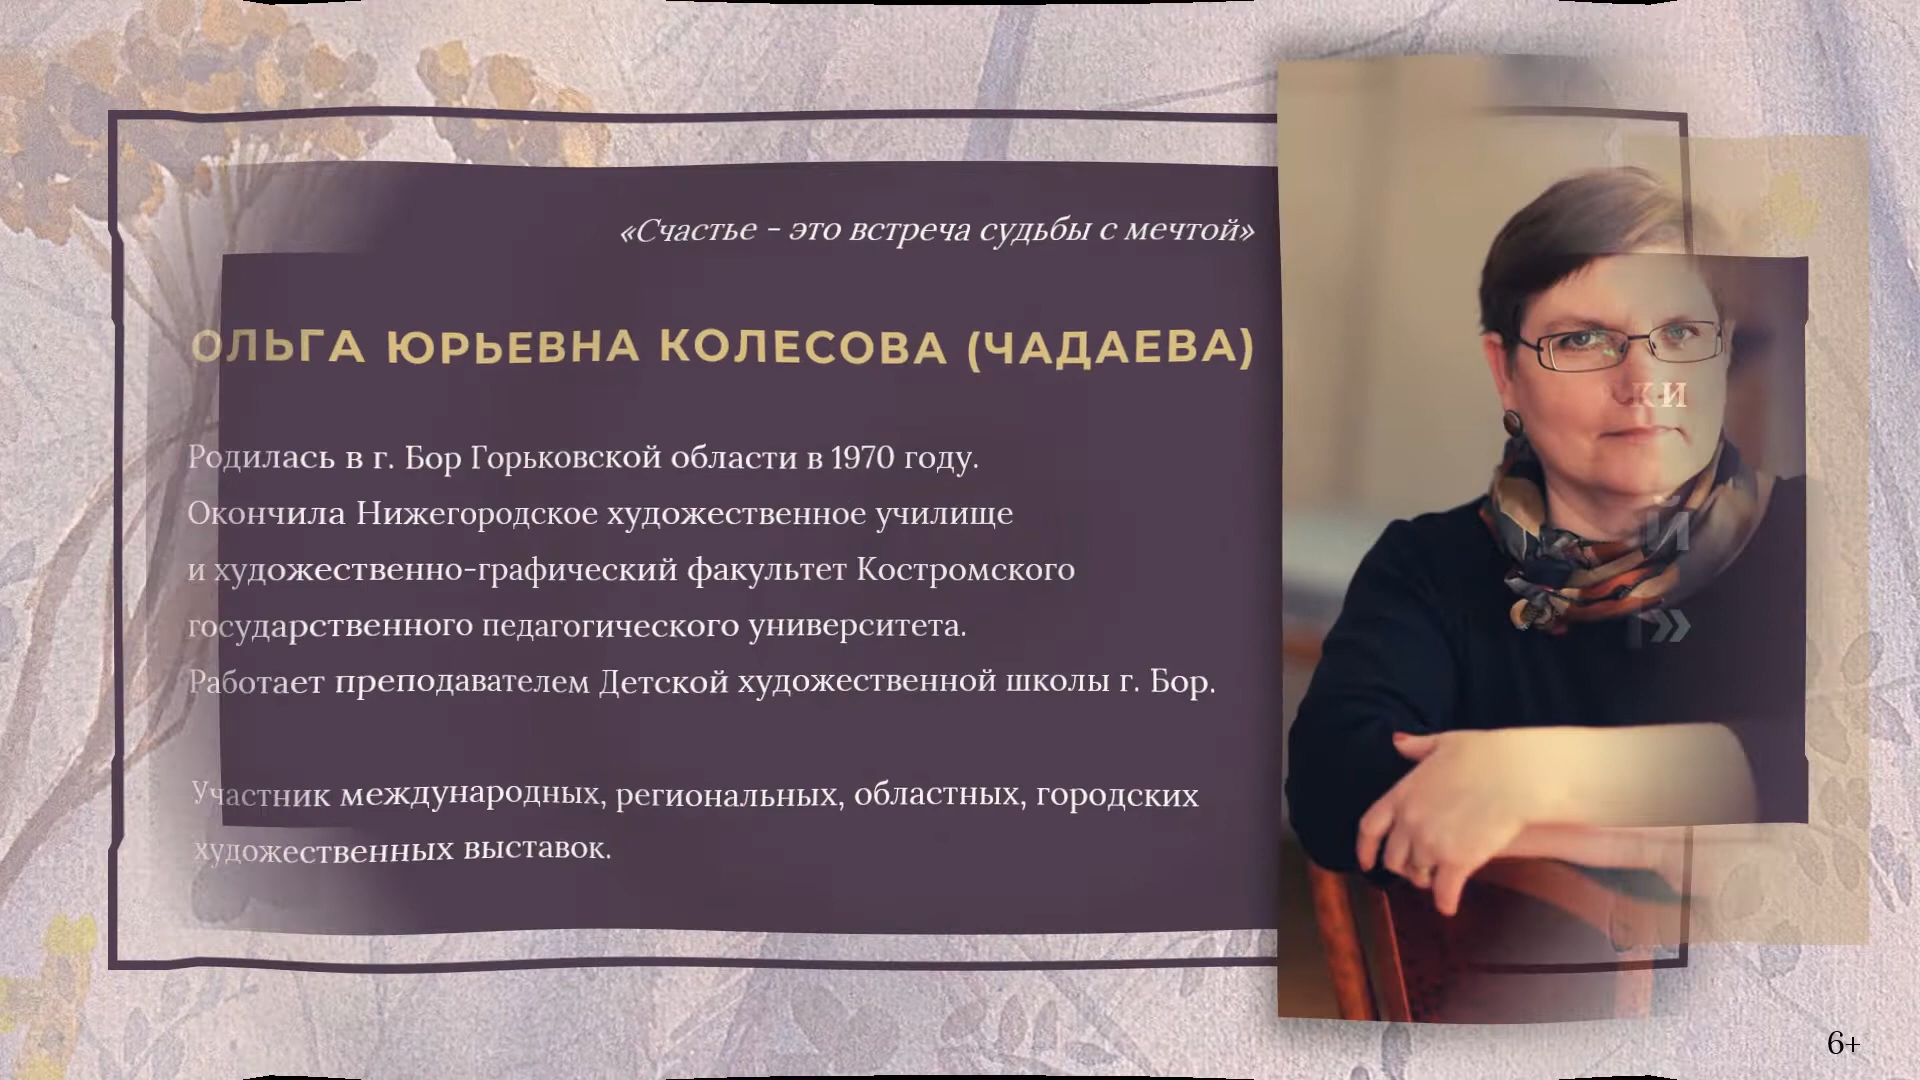 «Счастье – это встреча судьбы с мечтой»
ОЛЬГА ЮРЬЕВНА КОЛЕСОВА (ЧАДАЕВА)
Родилась в г. Бор Горьковской области в 1970 году.
Окончила Нижегородское художественное училище
и художественно-графический факультет Костромского
государственного педагогического университета.
Работает преподавателем Детской художественной школы г. Бор.
Участник международных, региональных, областных, городских
художественных выставок.
6+